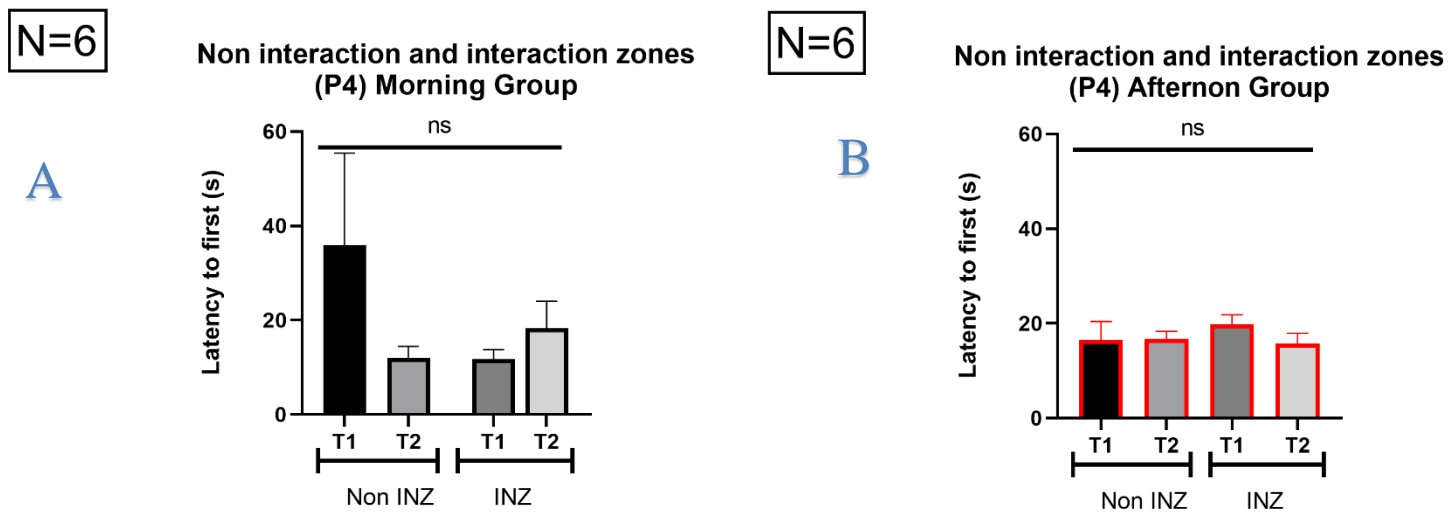 N=6
Non interaction and interaction zones
(P4) Morning Group
A
ns
Latency to first (s)
60
40
20
0
T1 T2 T1 T2
Non INZ INZ
N=6
Non interaction and interaction zones
(P4) Afternon Group
B
ns
Latency to first (s)
60
40
20
0
T1 T2 T1 T2
Non INZ INZ